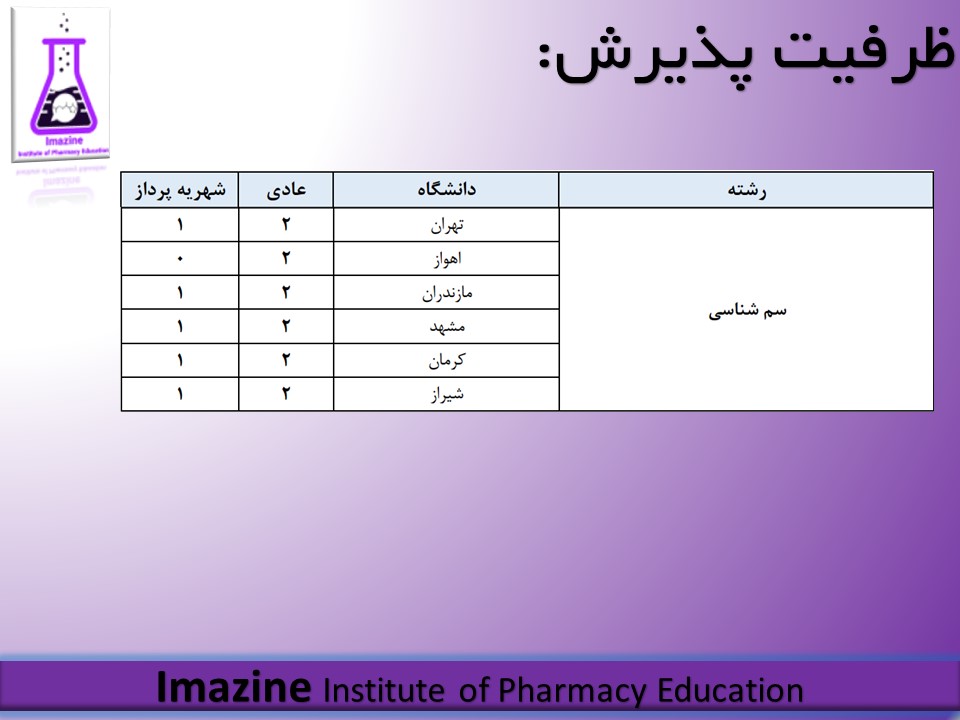 ظرفیت پذیرش:
Imazine
Institute of Pharmacy Education
رشته دانشگاه عادی شهریه پرداز
سم شناسی
تهران ۲ ۱
اهواز ۲ ۰
مازندران ۲ ۱
مشهد ۲ ۱
کرمان ۲ ۱
شیراز ۲ ۱
Imazine Institute of Pharmacy Education